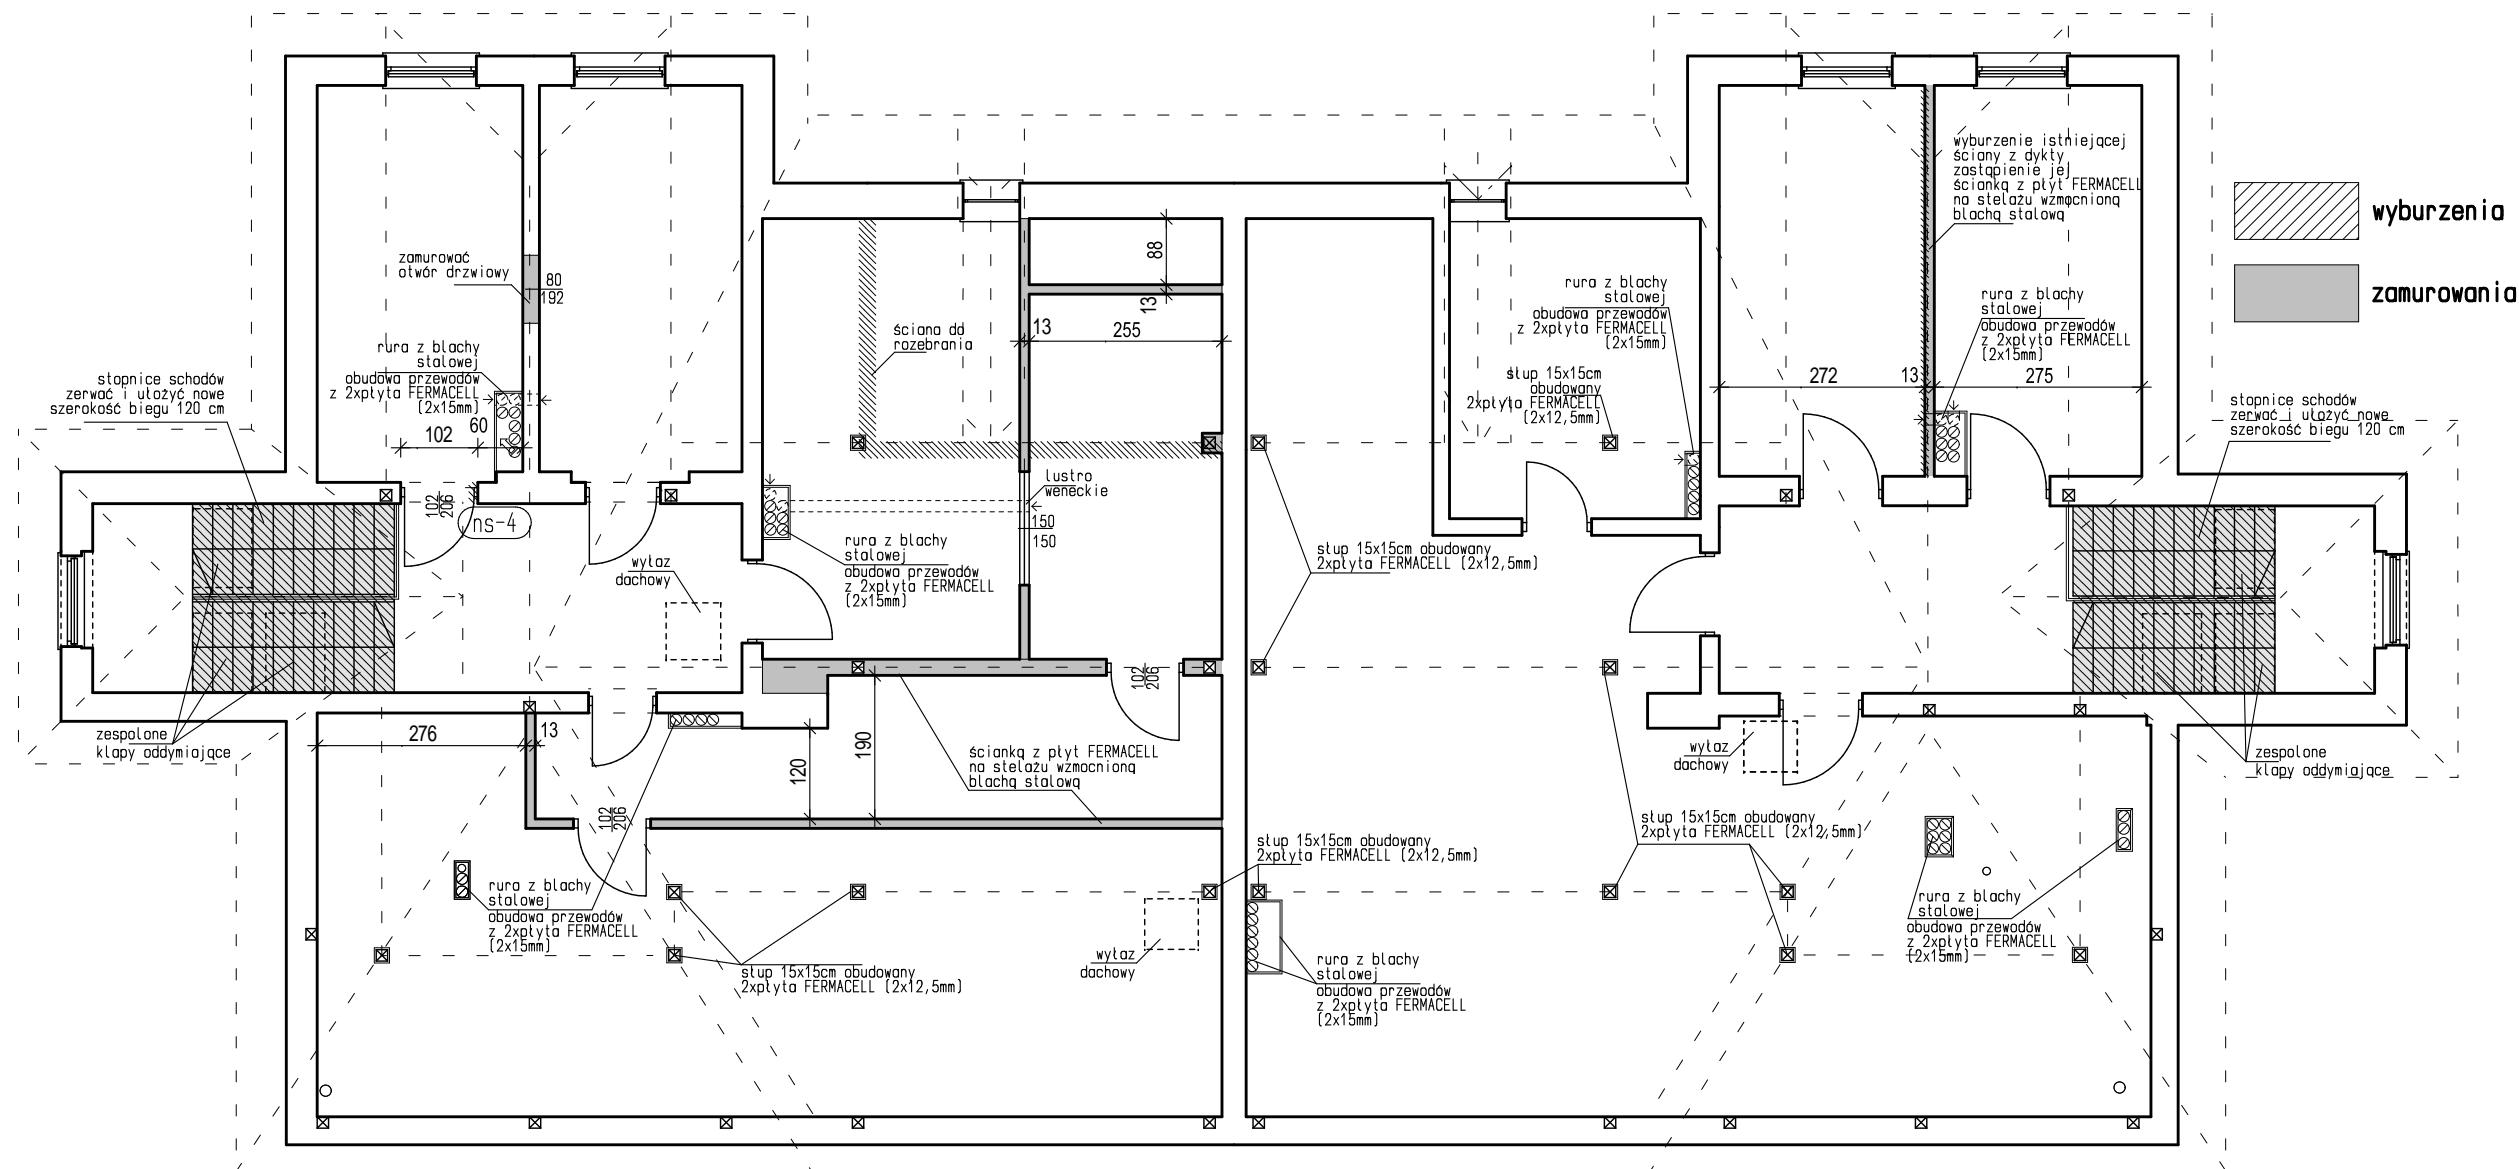 wyburzenia
zamurowania
wyburzenie istniejącej
ściany z dykty
zastąpienie jej
ścianką z płyt FERMACELL
na stelażu wzmocnioną
blachą stalową
zamurować
otwór drzwiowy
80
192
88
13
13
255
ściana do
rozebrania
rura z blachy
stalowej
obudowa przewodów
z 2xpłyta FERMACELL
(2x15mm)
rura z blachy
stalowej
obudowa przewodów
z 2xpłyta FERMACELL
(2x15mm)
rura z blachy
stalowej
obudowa przewodów
z 2xpłyta FERMACELL
(2x15mm)
stopnice schodów
zerwać i ułożyć nowe
szerokość biegu 120 cm
słup 15x15cm
obudowany
2xpłyta FERMACELL
(2x12,5mm)
272
13
275
stopnice schodów
zerwać i ułożyć nowe
szerokość biegu 120 cm
102
60
102
206
ns-4
lustro
weneckie
150
150
rura z blachy
stalowej
obudowa przewodów
z 2xpłyta FERMACELL
(2x15mm)
słup 15x15cm obudowany
2xpłyta FERMACELL (2x12,5mm)
wyłaz
dachowy
102
206
zespolone
klapy oddymiające
276
13
120
190
ścianką z płyt FERMACELL
na stelażu wzmocnioną
blachą stalową
wyłaz
dachowy
zespolone
klapy oddymiające
102
206
słup 15x15cm obudowany
2xpłyta FERMACELL (2x12,5mm)
słup 15x15cm obudowany
2xpłyta FERMACELL (2x12,5mm)
rura z blachy
stalowej
obudowa przewodów
z 2xpłyta FERMACELL
(2x15mm)
rura z blachy
stalowej
obudowa przewodów
z 2xpłyta FERMACELL
(2x15mm)
słup 15x15cm obudowany
2xpłyta FERMACELL (2x12,5mm)
wyłaz
dachowy
rura z blachy
stalowej
obudowa przewodów
z 2xpłyta FERMACELL
(2x15mm)